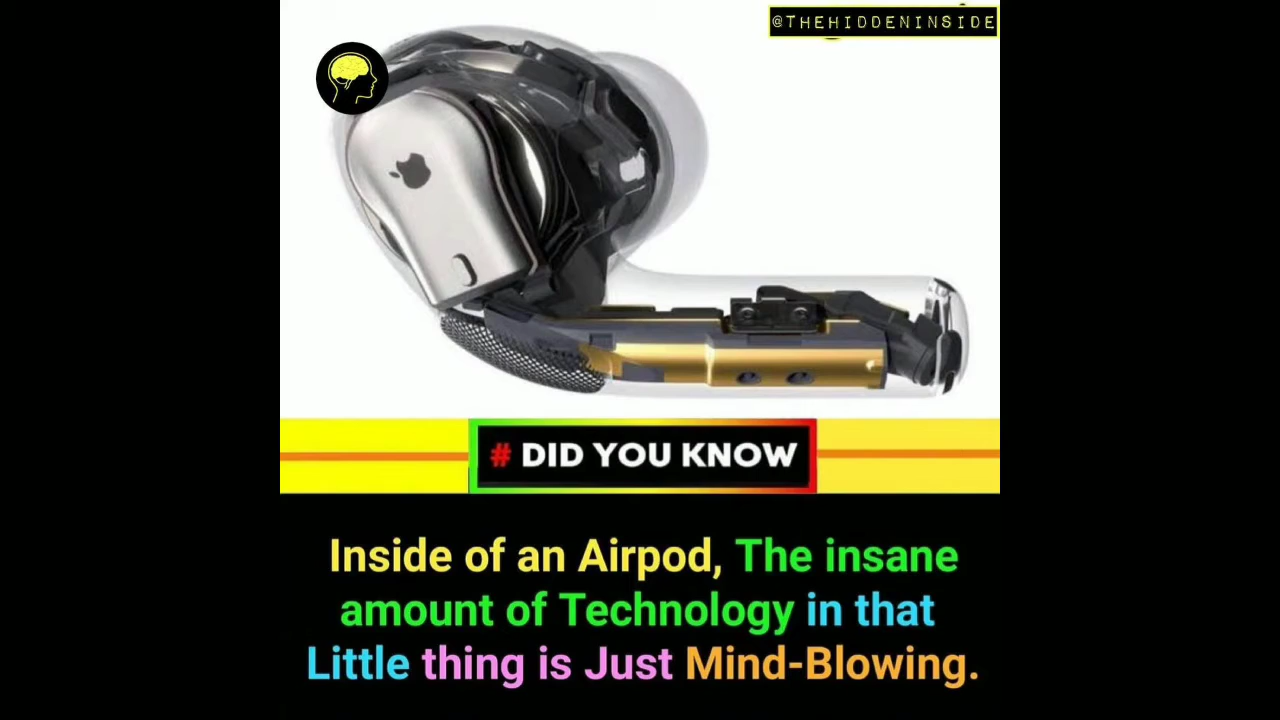 @THEHIDDENINSIDE
# DID YOU KNOW
Inside of an Airpod, The insane
amount of Technology in that
Little thing is Just Mind-Blowing.